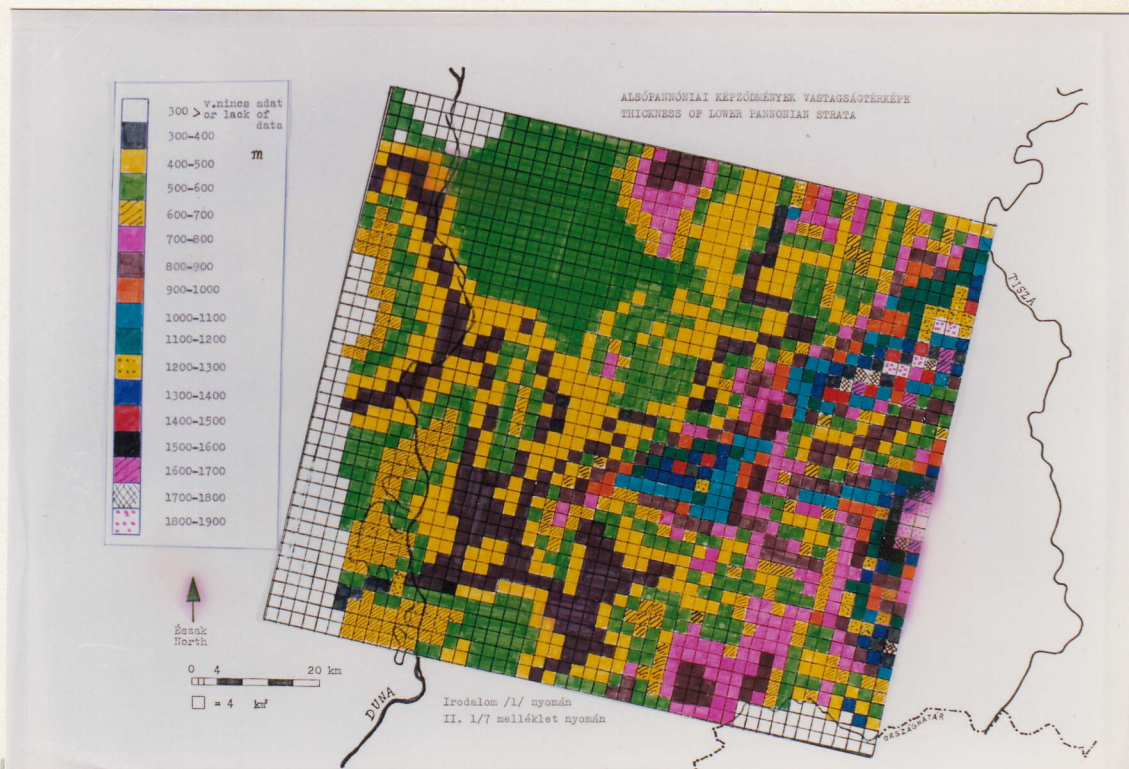 ALSÓPANNÓNIAI KÉPZŐDMÉNYEK VASTAGSÁGTÉRKÉPE
THICKNESS OF LOWER PANNONIAN STRATA
300 > v.nincs adat
or lack of
data
m
300-400
400-500
500-600
600-700
700-800
800-900
900-1000
1000-1100
1100-1200
1200-1300
1300-1400
1400-1500
1500-1600
1600-1700
1700-1800
1800-1900
TISZA
Észak
North
0 4 20 km
= 4 km²
DUNA
Irodalom /1/ nyomán
II. 1/7 melléklet nyomán
ORSZÁGHATÁR